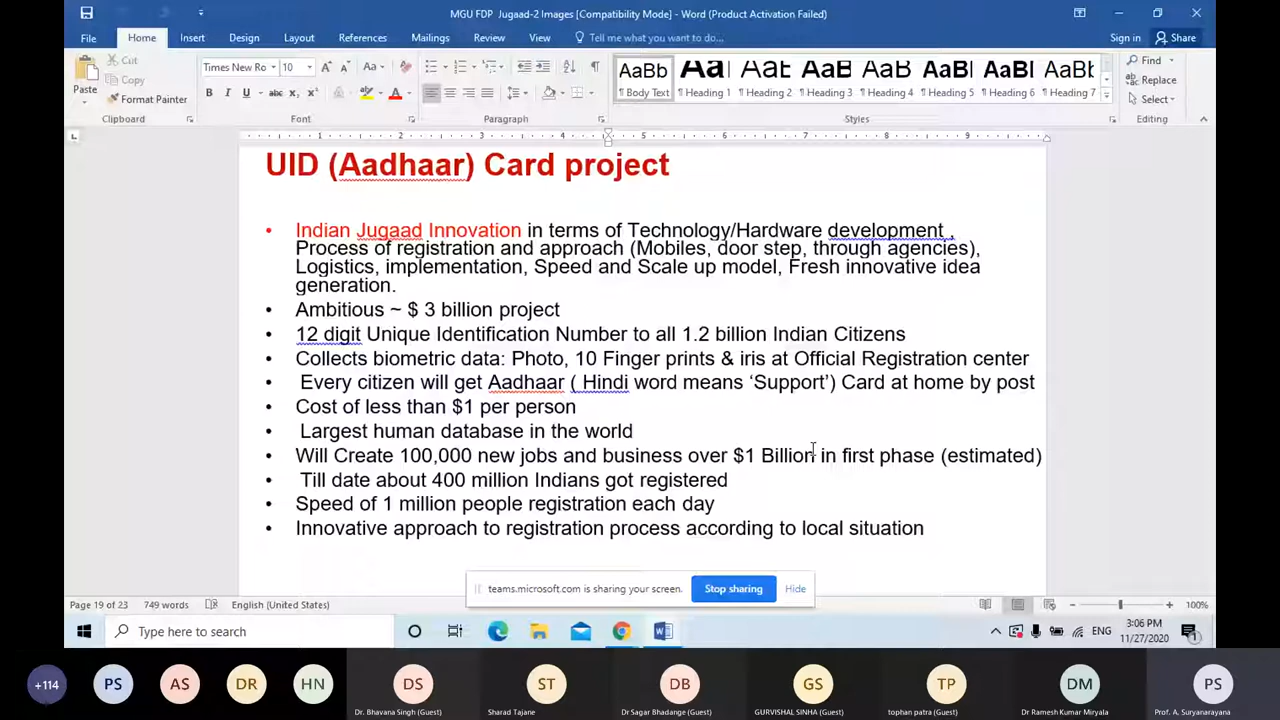 MGU FDP Jugaad-2 Images [Compatibility Mode] - Word (Product Activation Failed)
File Home Insert Design Layout References Mailings Review View Tell me what you want to do... Sign in Share
Cut
Copy
Paste
Format Painter
Times New Ro 10
AaBb AaI AaE AaB AaB AaBl AaBl AaBb
¶ Body Text ¶ Heading 1 ¶ Heading 2 ¶ Heading 3 ¶ Heading 4 ¶ Heading 5 ¶ Heading 6 ¶ Heading 7
Find
Replace
Select
Clipboard Font Paragraph Styles Editing
1 2 3 4 5 6 7 8 9
UID (Aadhaar) Card project
• Indian Jugaad Innovation in terms of Technology/Hardware development ,
Process of registration and approach (Mobiles, door step, through agencies),
Logistics, implementation, Speed and Scale up model, Fresh innovative idea
generation.
• Ambitious ~ $ 3 billion project
• 12 digit Unique Identification Number to all 1.2 billion Indian Citizens
• Collects biometric data: Photo, 10 Finger prints & iris at Official Registration center
• Every citizen will get Aadhaar ( Hindi word means ‘Support’) Card at home by post
• Cost of less than $1 per person
• Largest human database in the world
• Will Create 100,000 new jobs and business over $1 Billion in first phase (estimated)
• Till date about 400 million Indians got registered
• Speed of 1 million people registration each day
• Innovative approach to registration process according to local situation
teams.microsoft.com is sharing your screen. Stop sharing Hide
Page 19 of 23 749 words English (United States) 100%
Type here to search
ENG
3:06 PM
11/27/2020
+114 PS AS DR HN DS ST DB GS TP DM PS
Dr. Bhavana Singh (Guest) Sharad Tajane Dr Sagar Bhadange (Guest) GURVISHAL SINHA (Guest) tophan patra (Guest) Dr Ramesh Kumar Miryala Prof. A. Suryanarayana